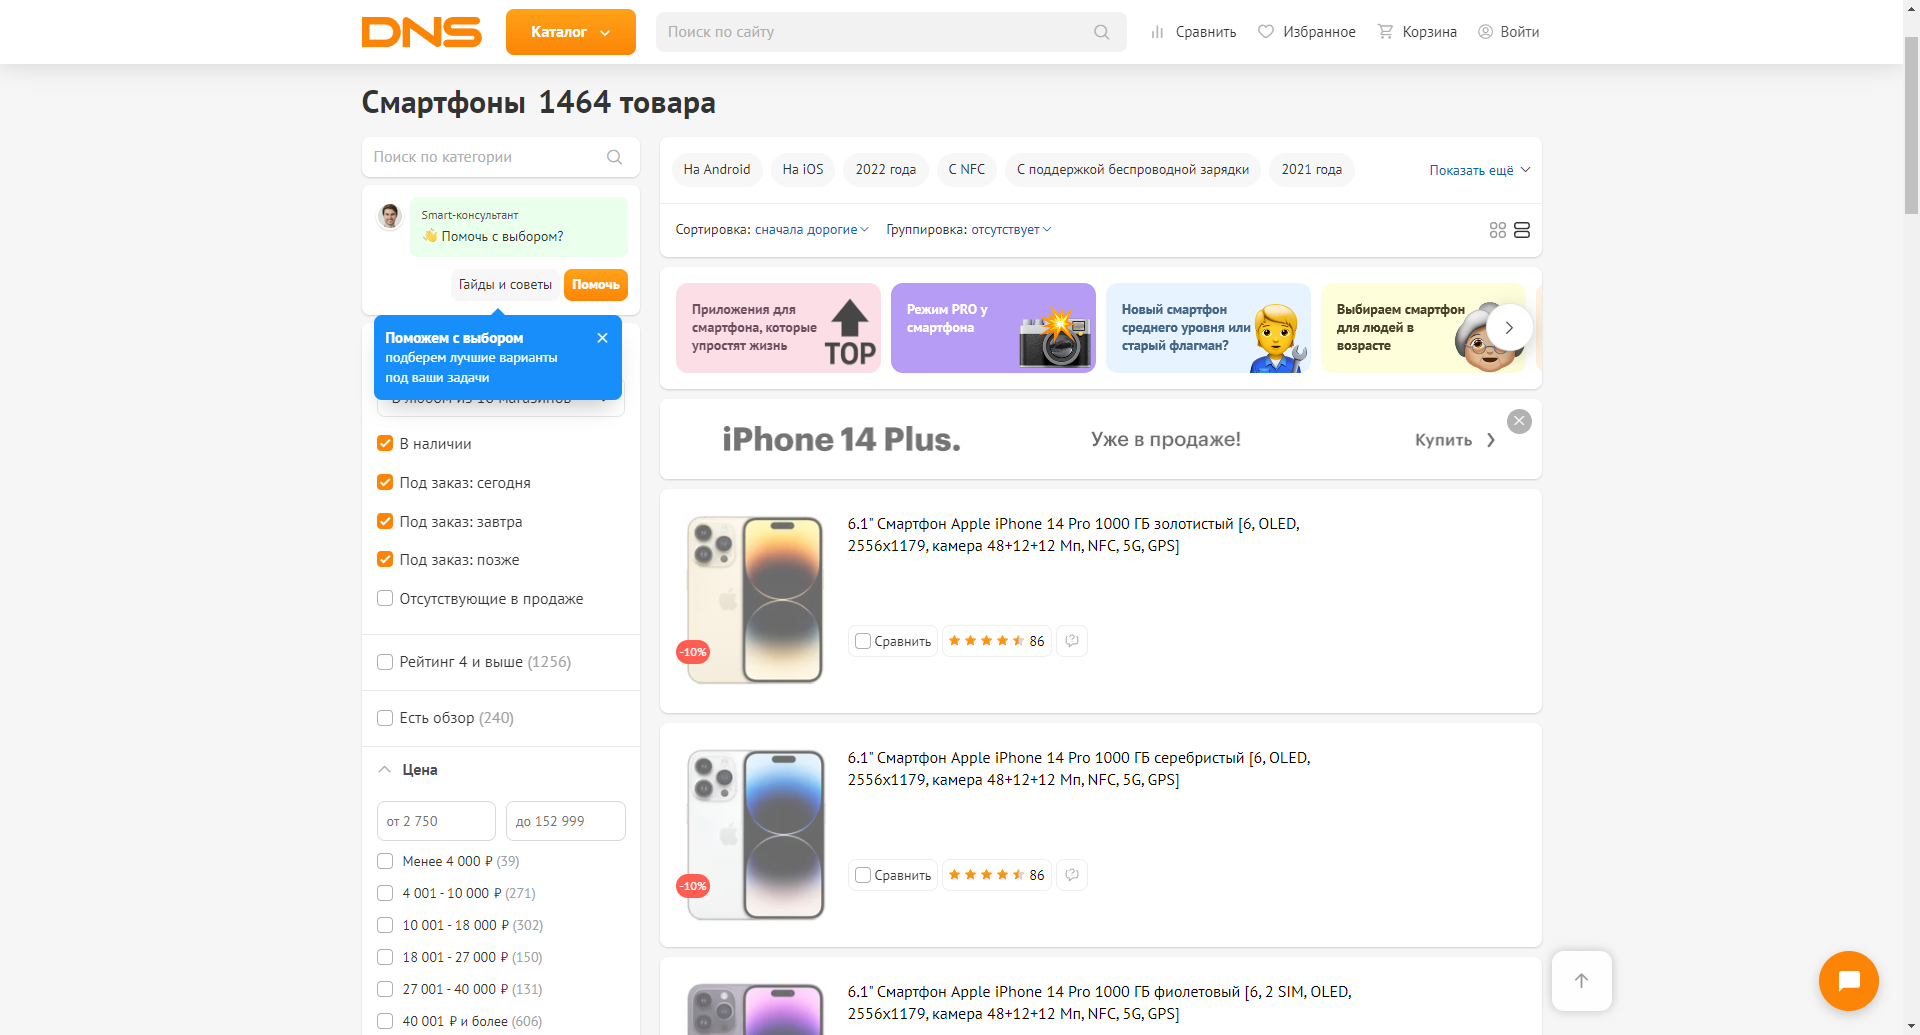 DNS
Каталог
Поиск по сайту
Сравнить
Избранное
Корзина
Войти
Смартфоны 1464 товара
Поиск по категории
Smart-консультант
👋 Помочь с выбором?
Гайды и советы
Помочь
Поможем с выбором
подберем лучшие варианты
под ваши задачи
В наличии
Под заказ: сегодня
Под заказ: завтра
Под заказ: позже
Отсутствующие в продаже
Рейтинг 4 и выше (1256)
Есть обзор (240)
Цена
от 2 750
до 152 999
Менее 4 000 ₽ (39)
4 001 - 10 000 ₽ (271)
10 001 - 18 000 ₽ (302)
18 001 - 27 000 ₽ (150)
27 001 - 40 000 ₽ (131)
40 001 ₽ и более (606)
На Android
На iOS
2022 года
С NFC
С поддержкой беспроводной зарядки
2021 года
Показать ещё
Сортировка: сначала дорогие
Группировка: отсутствует
Приложения для
смартфона, которые
упростят жизнь
TOP
Режим PRO у
смартфона
Новый смартфон
среднего уровня или
старый флагман?
Выбираем смартфон
для людей в
возрасте
iPhone 14 Plus.
Уже в продаже!
Купить
6.1" Смартфон Apple iPhone 14 Pro 1000 ГБ золотистый [6, OLED,
2556x1179, камера 48+12+12 Мп, NFC, 5G, GPS]
-10%
Сравнить
86
6.1" Смартфон Apple iPhone 14 Pro 1000 ГБ серебристый [6, OLED,
2556x1179, камера 48+12+12 Мп, NFC, 5G, GPS]
-10%
Сравнить
86
6.1" Смартфон Apple iPhone 14 Pro 1000 ГБ фиолетовый [6, 2 SIM, OLED,
2556x1179, камера 48+12+12 Мп, NFC, 5G, GPS]